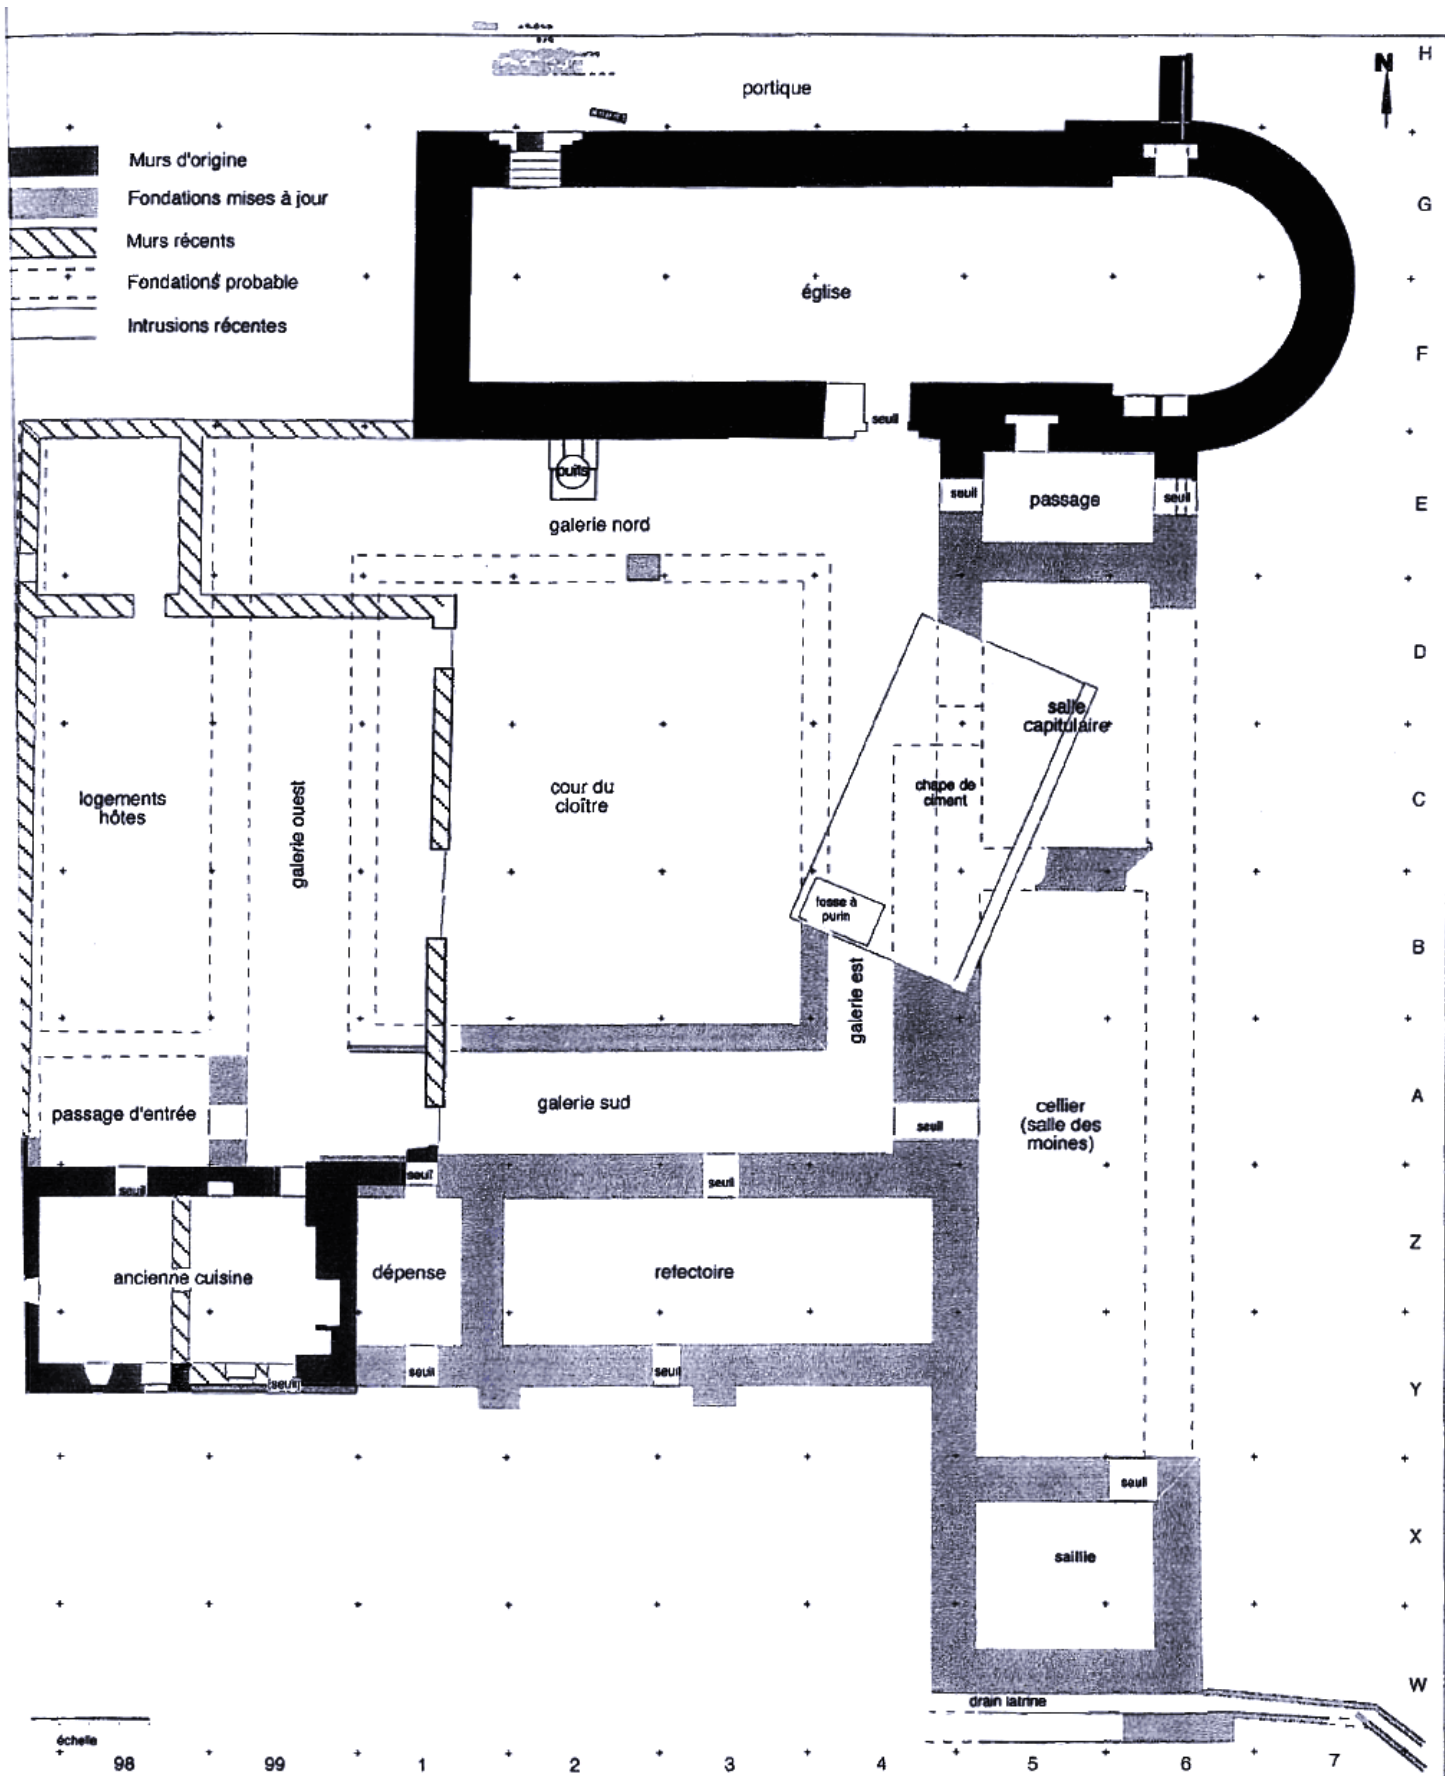 H
portique
N
Murs d'origine
Fondations mises à jour
G
Murs récents
Fondations probable
église
Intrusions récentes
F
seuil
puits
seuil
passage
seuil
E
galerie nord
D
salle
capitulaire
logements
hôtes
galerie ouest
cour du
cloître
chape de
ciment
C
fosse à
purin
B
galerie est
passage d'entrée
galerie sud
seuil
cellier
(salle des
moines)
A
seuil
seuil
seuil
ancienne cuisine
dépense
refectoire
Z
(seuil)
seuil
seuil
Y
seuil
saillie
X
W
drain latrine
échelle
98
99
1
2
3
4
5
6
7